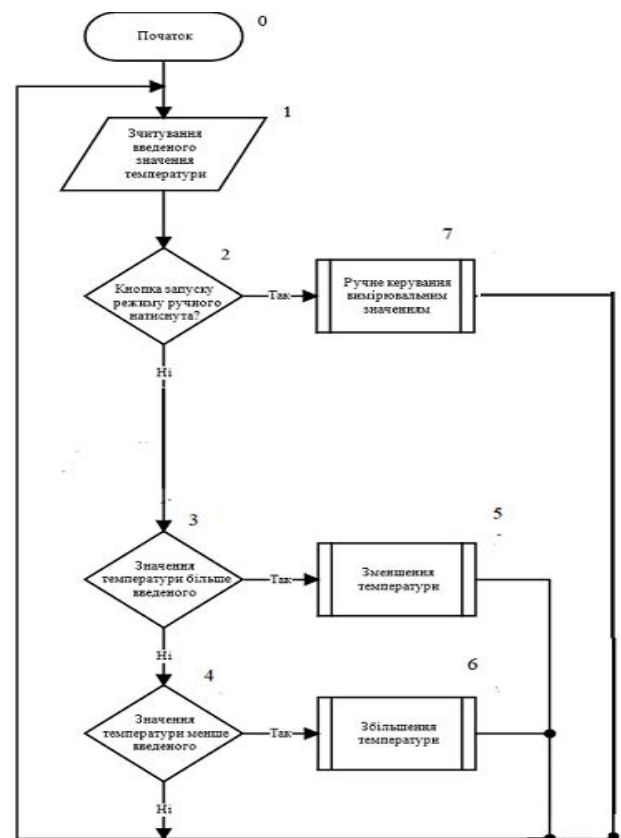 Початок
0
1
Зчитування
введеного
значення
температури
2
Кнопка запуску
режиму ручного
натиснута?
Так
7
Ручне керування
вимірювальним
значенням
Ні
3
Значення
температури більше
введеного
Так
5
Зменшення
температури
Ні
4
Значення
температури менше
введеного
Так
6
Збільшення
температури
Ні